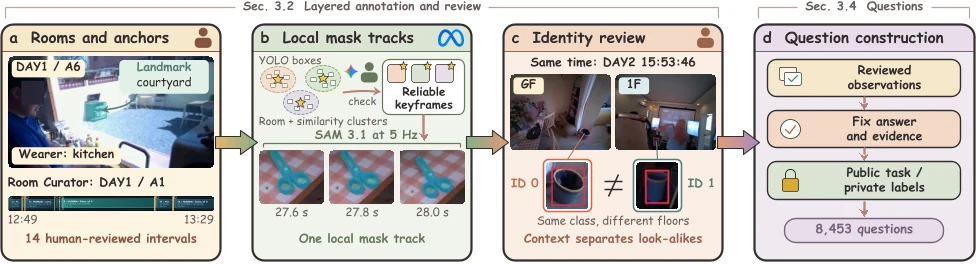 Sec. 3.2 Layered annotation and review
Sec. 3.4 Questions
a Rooms and anchors
DAY1 / A6
Landmark
courtyard
Wearer: kitchen
Room Curator: DAY1 / A1
12:49
13:29
14 human-reviewed intervals
b Local mask tracks
YOLO boxes
check
Reliable
keyframes
Room + similarity clusters
SAM 3.1 at 5 Hz
27.6 s
27.8 s
28.0 s
One local mask track
c Identity review
Same time: DAY2 15:53:46
GF
1F
ID 0
≠
ID 1
Same class, different floors
Context separates look-alikes
d Question construction
Reviewed
observations
Fix answer
and evidence
Public task /
private labels
8,453 questions